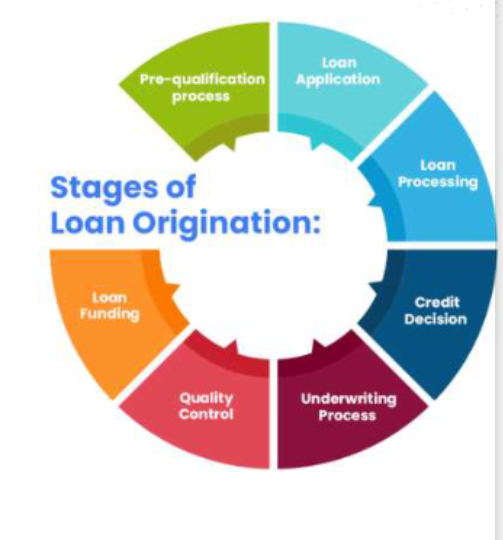 Stages of
Loan Origination:
Pre-qualification
process
Loan
Application
Loan
Processing
Credit
Decision
Underwriting
Process
Quality
Control
Loan
Funding